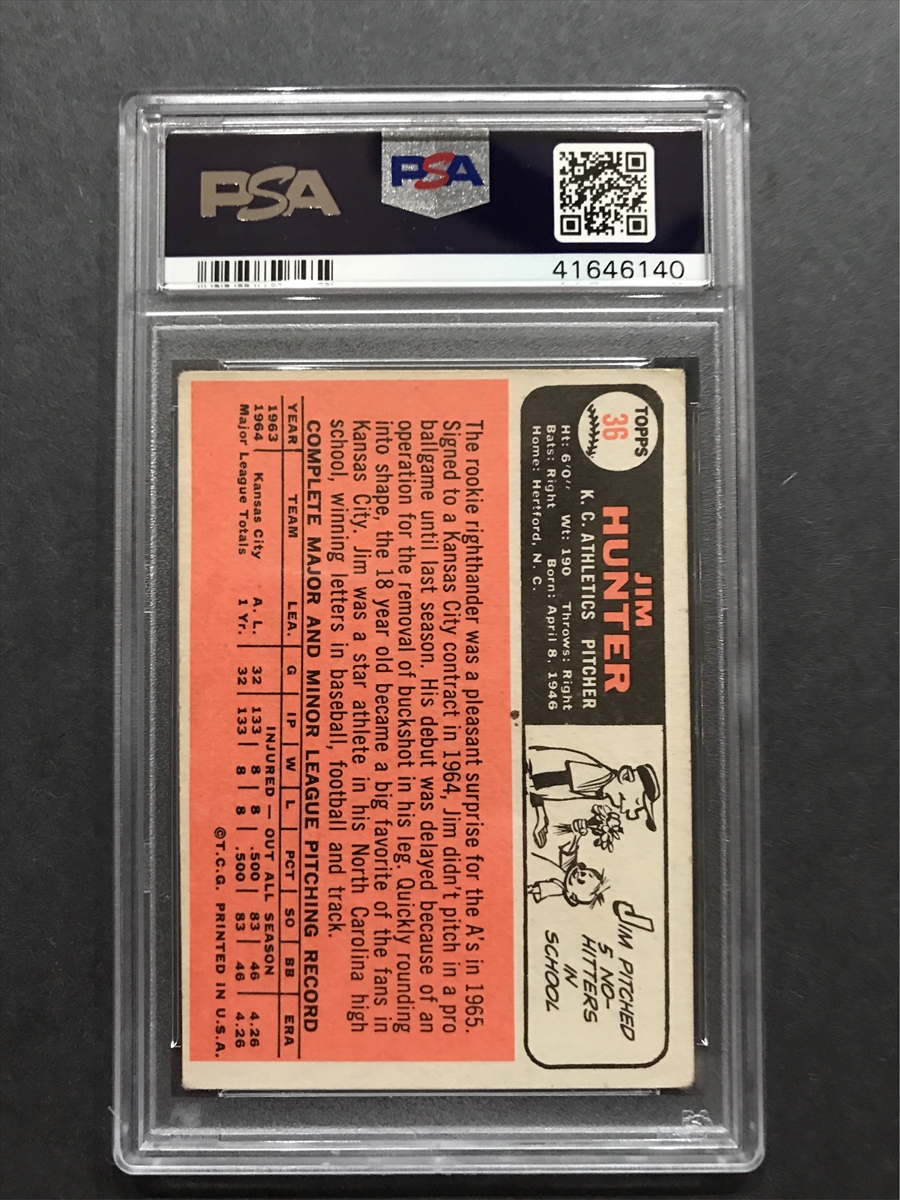 PSA
PSA
41646140
TOPPS
36
JIM
HUNTER
K. C. ATHLETICS PITCHER
Ht: 6'0" Wt: 190 Throws: Right
Bats: Right Born: April 8, 1946
Home: Hertford, N. C.
JIM PITCHED
5 NO-
HITTERS
IN
SCHOOL
The rookie righthander was a pleasant surprise for the A's in 1965.
Signed to a Kansas City contract in 1964, Jim didn't pitch in a pro
ballgame until last season. His debut was delayed because of an
operation for the removal of buckshot in his leg. Quickly rounding
into shape, the 18 year old became a big favorite of the fans in
Kansas City. Jim was a star athlete in his North Carolina high
school, winning letters in baseball, football and track.
COMPLETE MAJOR AND MINOR LEAGUE PITCHING RECORD
YEAR TEAM LEA. G IP W L PCT SO BB ERA
1963 INJURED — OUT ALL SEASON
1964 Kansas City A. L. 32 133 8 8 .500 83 46 4.26
Major League Totals 1 Yr. 32 133 8 8 .500 83 46 4.26
©T.C.G. PRINTED IN U.S.A.